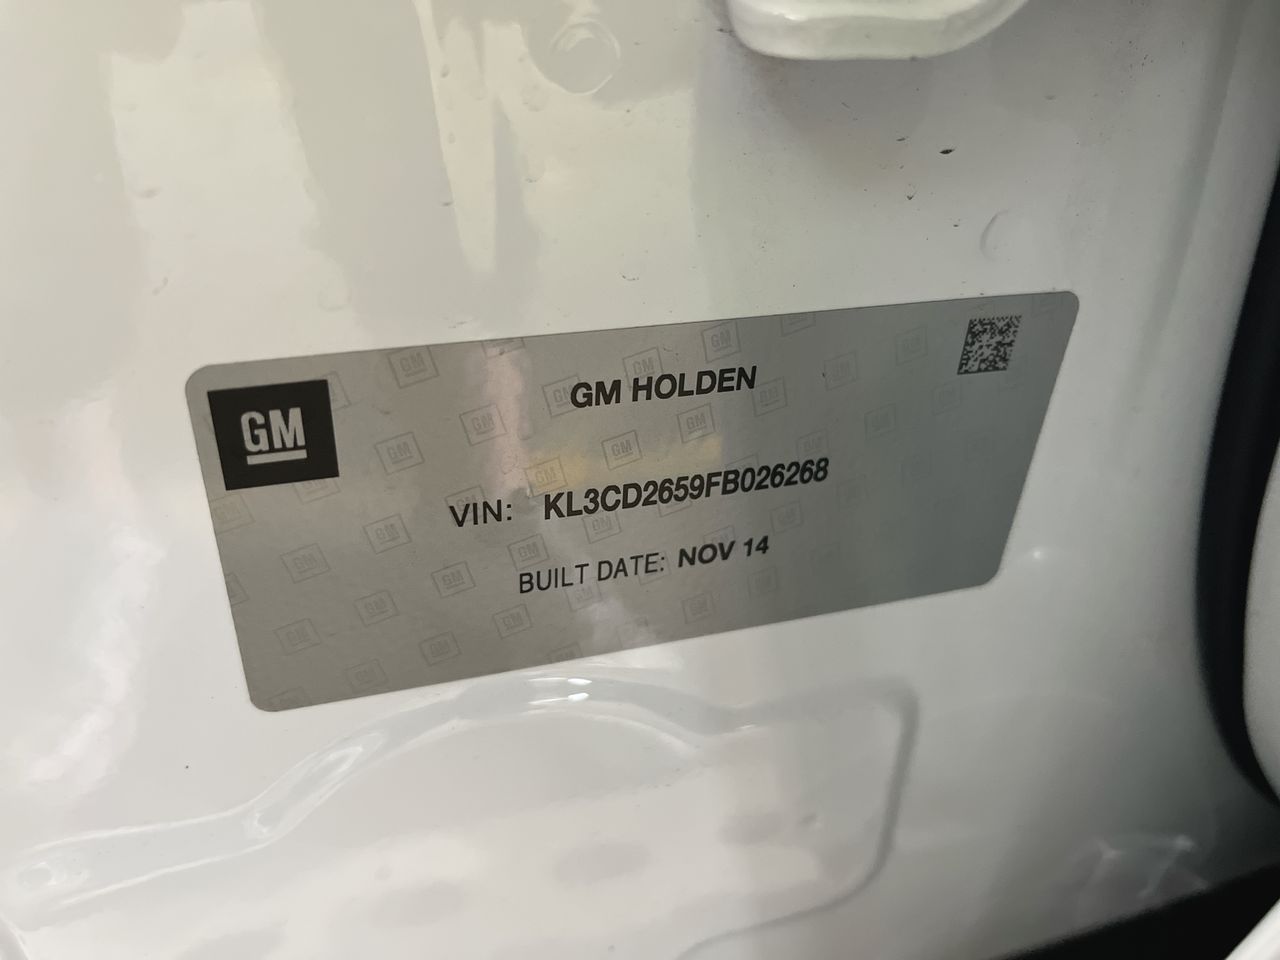 GM
GM HOLDEN
VIN: KL3CD2659FB026268
BUILT DATE: NOV 14